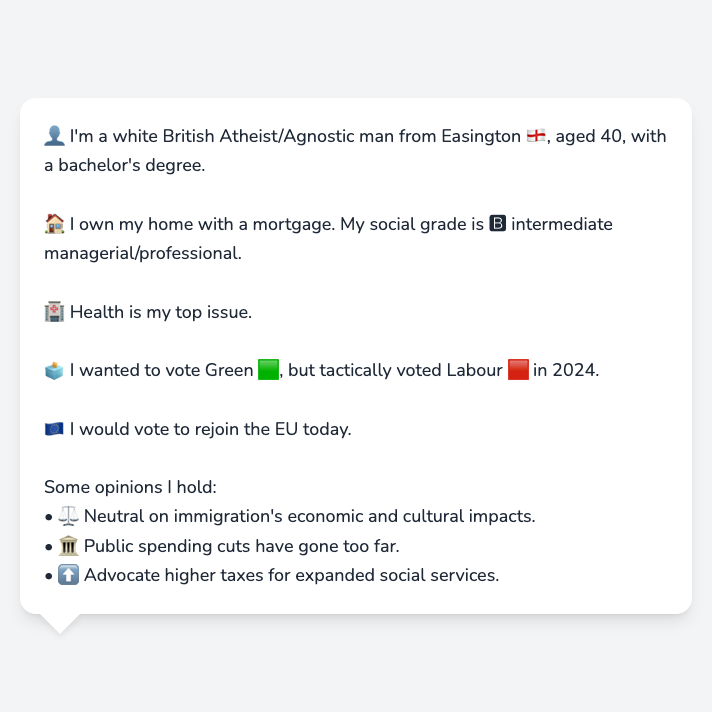 👤 I'm a white British Atheist/Agnostic man from Easington 🏴󠁧󠁢󠁥󠁮󠁧󠁿, aged 40, with
a bachelor's degree.
🏠 I own my home with a mortgage. My social grade is 🅱 intermediate
managerial/professional.
🏥 Health is my top issue.
🗳️ I wanted to vote Green 🟩, but tactically voted Labour 🟥 in 2024.
🇪🇺 I would vote to rejoin the EU today.
Some opinions I hold:
• ⚖️ Neutral on immigration's economic and cultural impacts.
• 🏛️ Public spending cuts have gone too far.
• ⬆️ Advocate higher taxes for expanded social services.